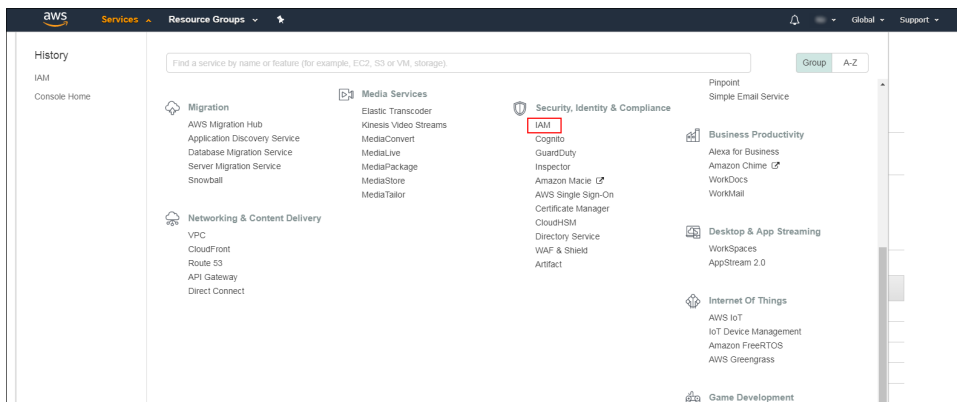 aws
Services
Resource Groups
Global
Support
History
IAM
Console Home
Find a service by name or feature (for example, EC2, S3 or VM, storage).
Group
A-Z
Migration
AWS Migration Hub
Application Discovery Service
Database Migration Service
Server Migration Service
Snowball
Networking & Content Delivery
VPC
CloudFront
Route 53
API Gateway
Direct Connect
Media Services
Elastic Transcoder
Kinesis Video Streams
MediaConvert
MediaLive
MediaPackage
MediaStore
MediaTailor
Security, Identity & Compliance
IAM
Cognito
GuardDuty
Inspector
Amazon Macie
AWS Single Sign-On
Certificate Manager
CloudHSM
Directory Service
WAF & Shield
Artifact
Pinpoint
Simple Email Service
Business Productivity
Alexa for Business
Amazon Chime
WorkDocs
WorkMail
Desktop & App Streaming
WorkSpaces
AppStream 2.0
Internet Of Things
AWS IoT
IoT Device Management
Amazon FreeRTOS
AWS Greengrass
Game Development